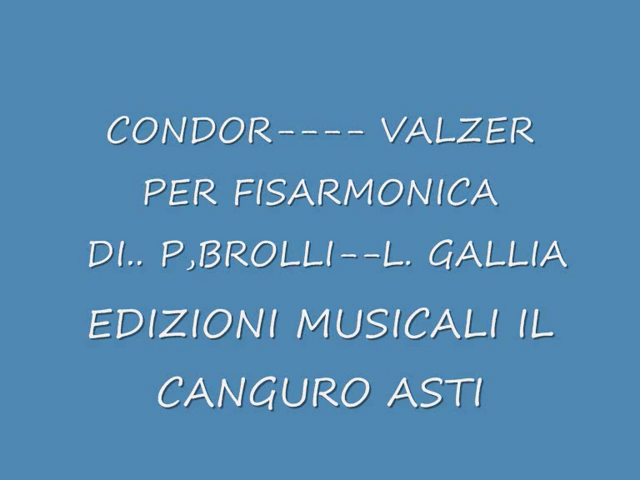 CONDOR---- VALZER
PER FISARMONICA
DI.. P,BROLLI--L. GALLIA
EDIZIONI MUSICALI IL
CANGURO ASTI